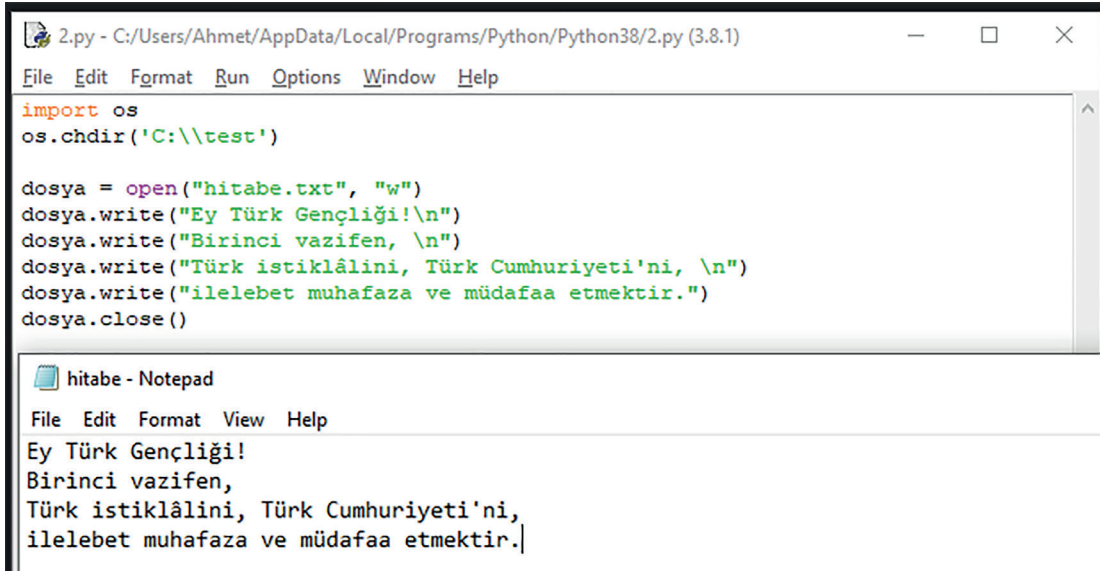 2.py - C:/Users/Ahmet/AppData/Local/Programs/Python/Python38/2.py (3.8.1)
File Edit Format Run Options Window Help
import os
os.chdir('C:\\test')
dosya = open("hitabe.txt", "w")
dosya.write("Ey Türk Gençliği!\n")
dosya.write("Birinci vazifen, \n")
dosya.write("Türk istiklâlini, Türk Cumhuriyeti'ni, \n")
dosya.write("ilelebet muhafaza ve müdafaa etmektir.")
dosya.close()
hitabe - Notepad
File Edit Format View Help
Ey Türk Gençliği!
Birinci vazifen,
Türk istiklâlini, Türk Cumhuriyeti'ni,
ilelebet muhafaza ve müdafaa etmektir.